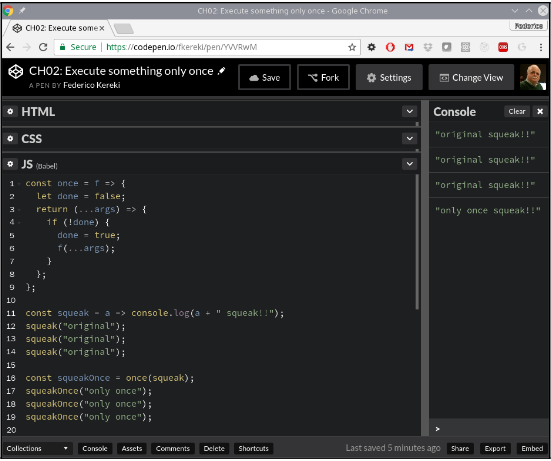 CH02: Execute something only once - Google Chrome
CH02: Execute some
Federico
Secure https://codepen.io/fkereki/pen/YVVRwM
CH02: Execute something only once
A PEN BY Federico Kereki
Save
Fork
Settings
Change View
HTML
CSS
JS (Babel)
1 const once = f => {
2 let done = false;
3 return (...args) => {
4 if (!done) {
5 done = true;
6 f(...args);
7 }
8 };
9 };
10
11 const squeak = a => console.log(a + " squeak!!");
12 squeak("original");
13 squeak("original");
14 squeak("original");
15
16 const squeakOnce = once(squeak);
17 squeakOnce("only once");
18 squeakOnce("only once");
19 squeakOnce("only once");
20
Console
Clear
"original squeak!!"
"original squeak!!"
"original squeak!!"
"only once squeak!!"
>
Collections
Console
Assets
Comments
Delete
Shortcuts
Last saved 5 minutes ago
Share
Export
Embed